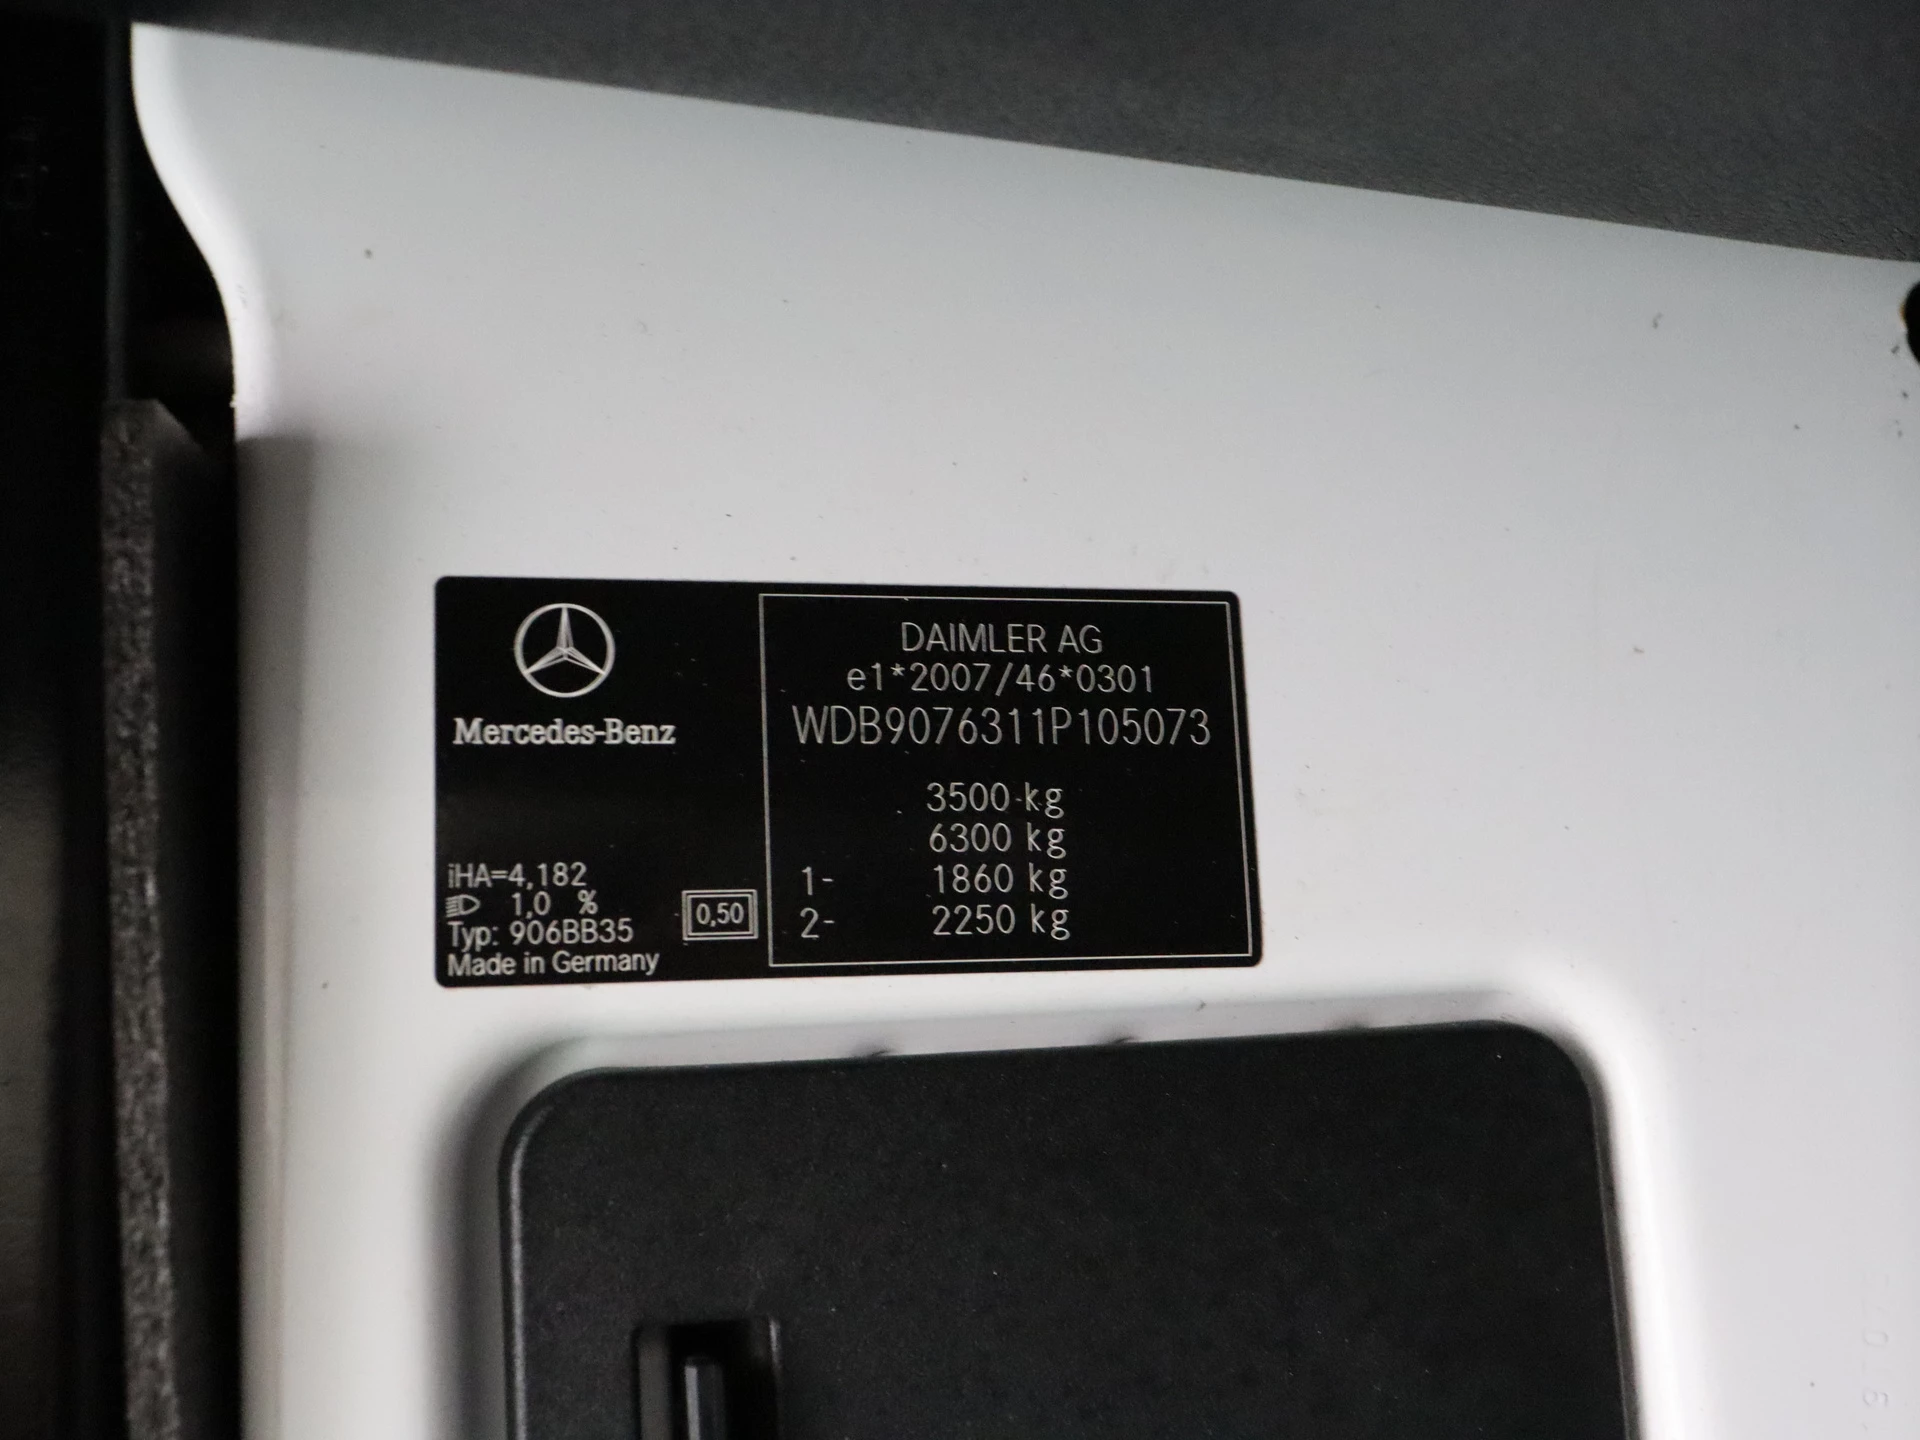 Mercedes-Benz
iHA=4,182
1,0 %
Typ: 906BB35
Made in Germany
0,50
DAIMLER AG
e1*2007/46*0301
WDB9076311P105073
3500 kg
6300 kg
1- 1860 kg
2- 2250 kg